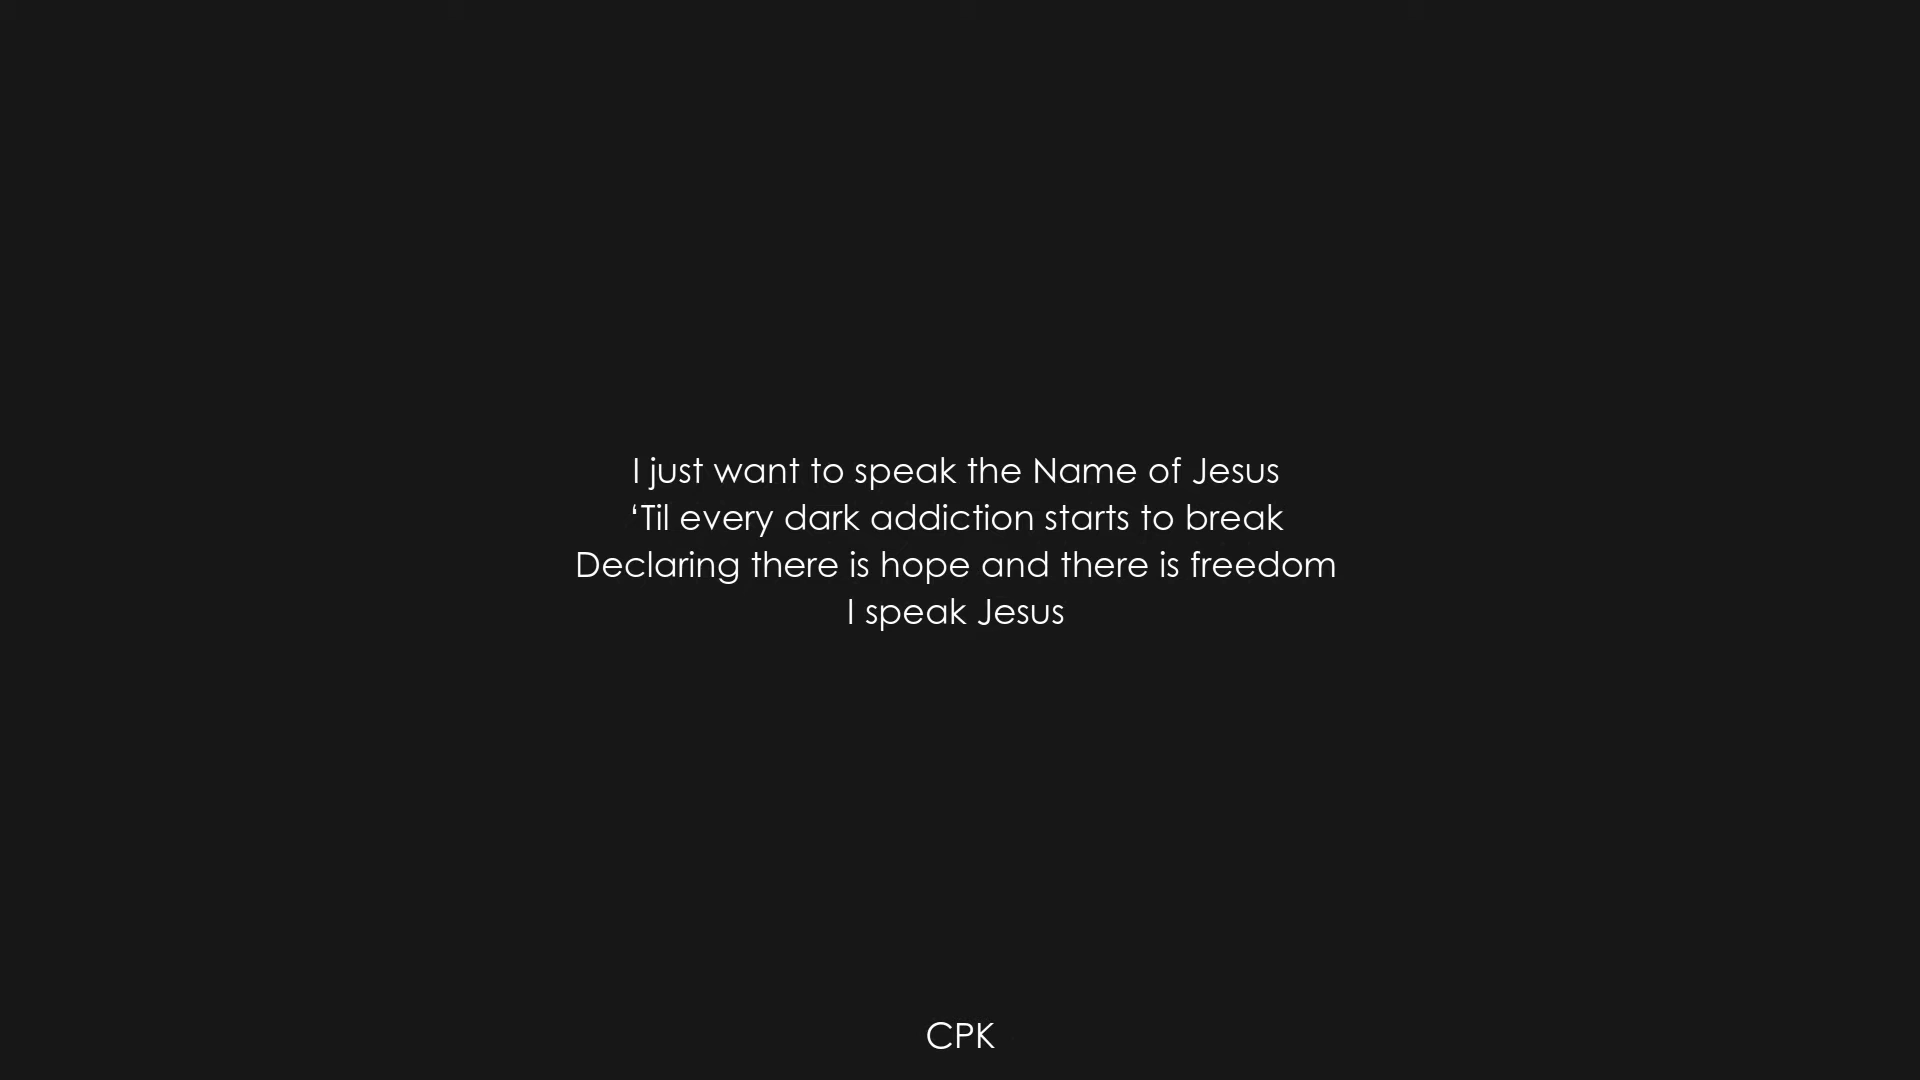 I just want to speak the Name of Jesus
‘Til every dark addiction starts to break
Declaring there is hope and there is freedom
I speak Jesus
CPK